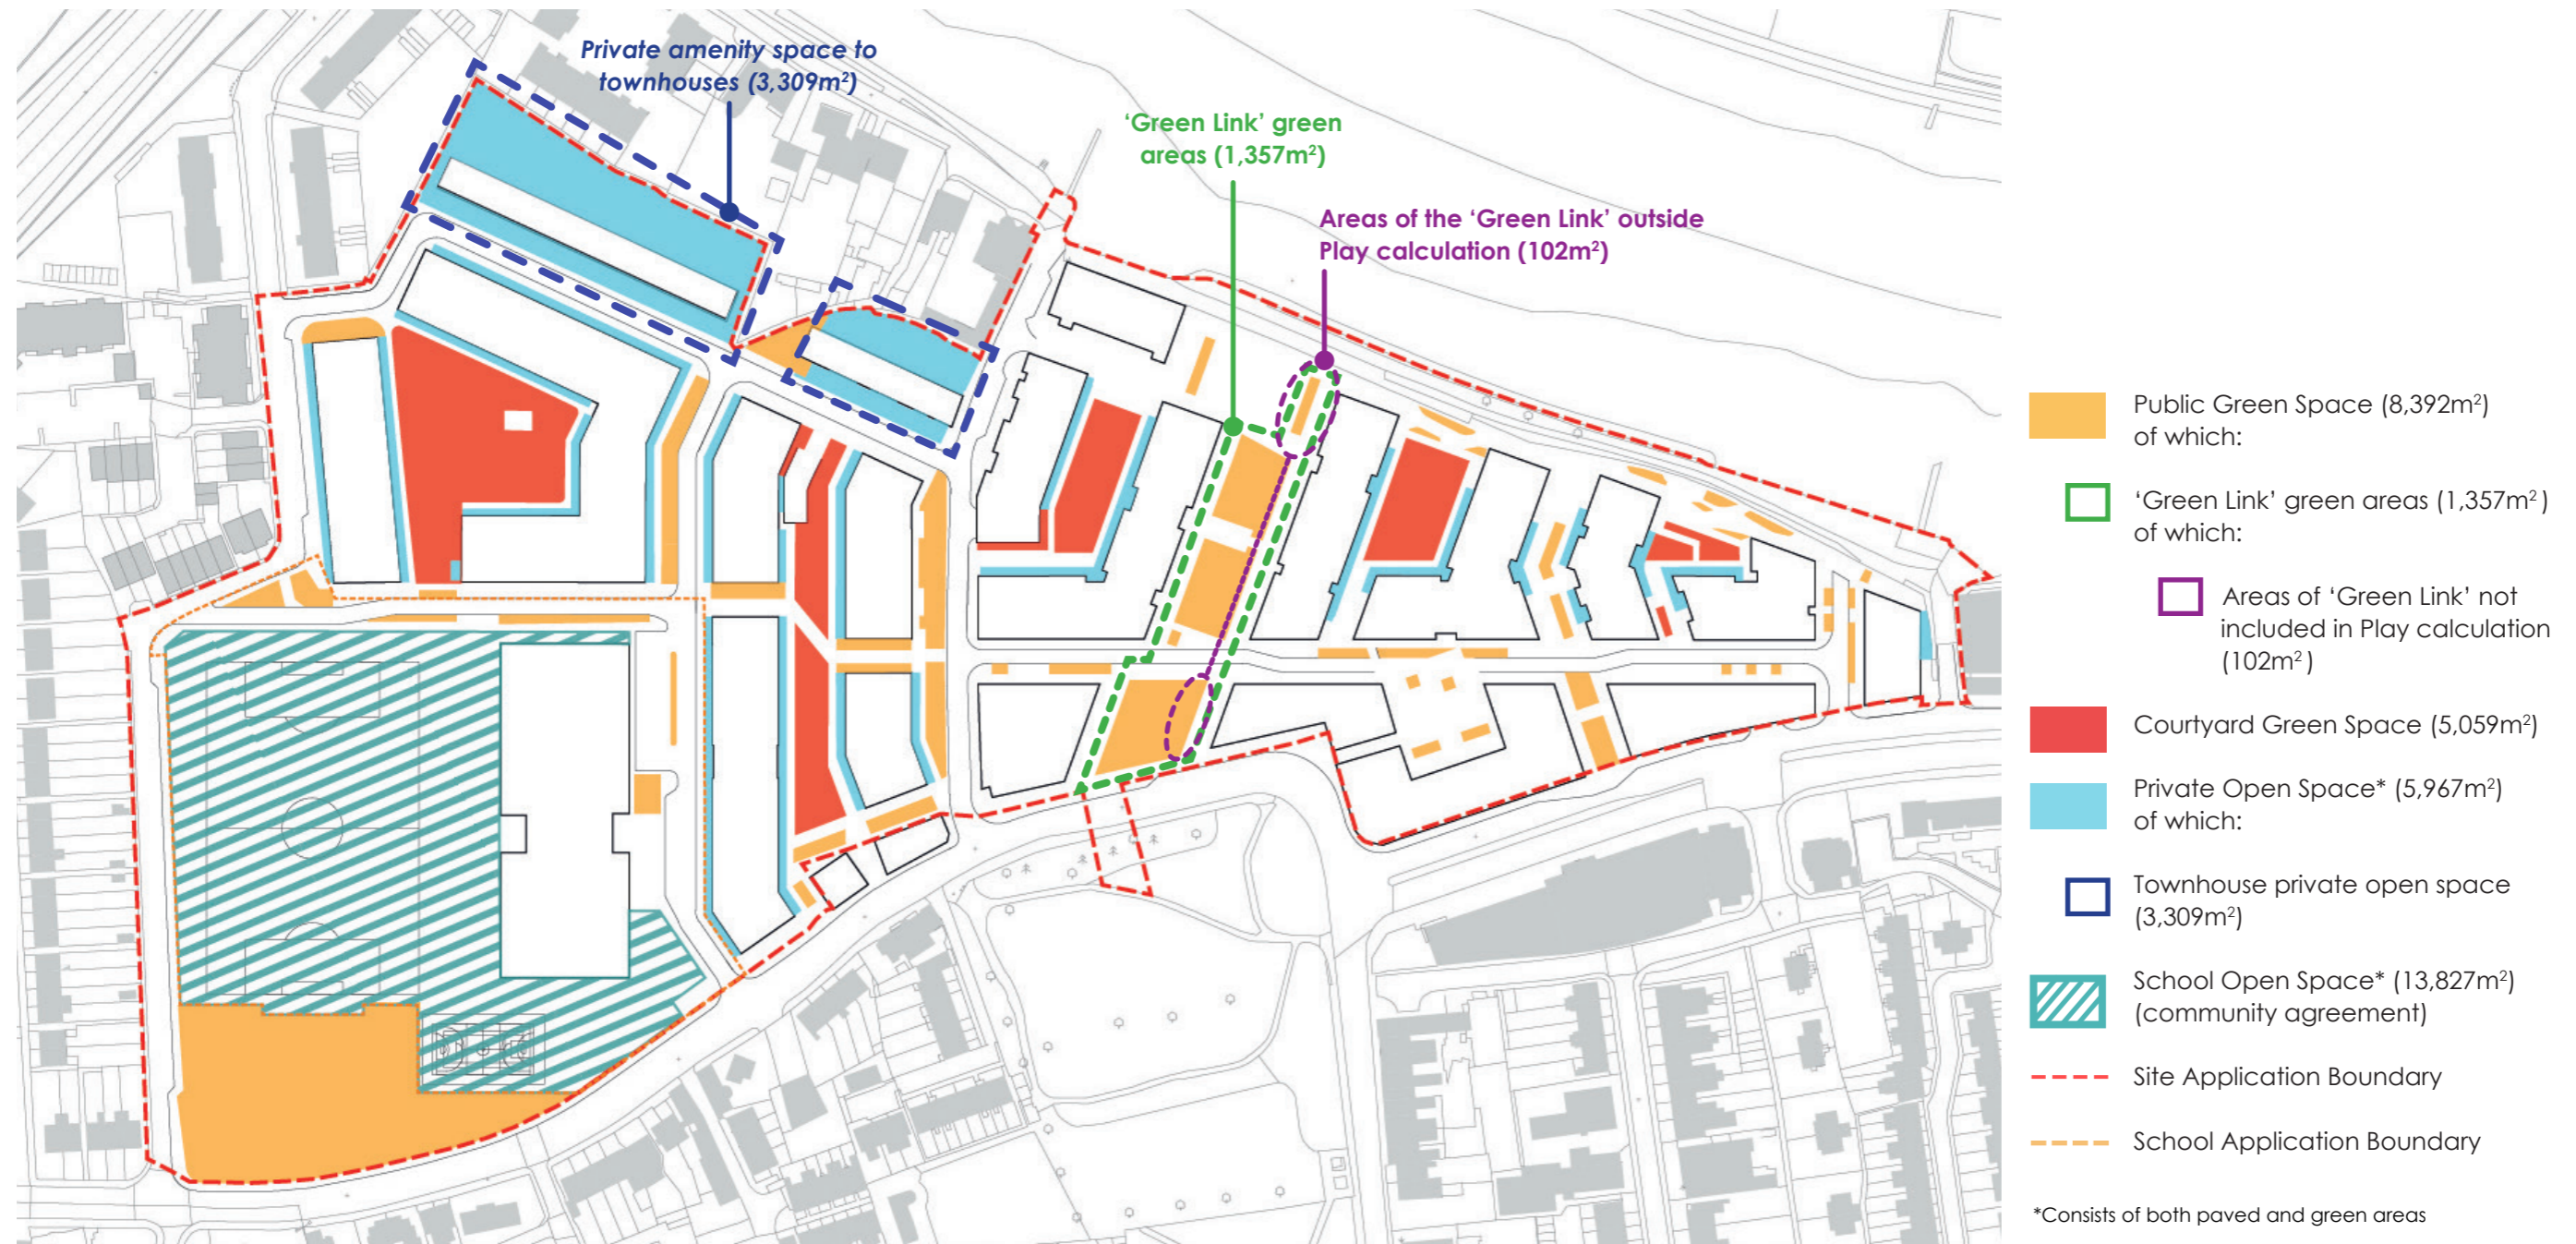 Private amenity space to
townhouses (3,309m²)
‘Green Link’ green
areas (1,357m²)
Areas of the ‘Green Link’ outside
Play calculation (102m²)
Public Green Space (8,392m²)
of which:
‘Green Link’ green areas (1,357m²)
of which:
Areas of ‘Green Link’ not
included in Play calculation
(102m²)
Courtyard Green Space (5,059m²)
Private Open Space* (5,967m²)
of which:
Townhouse private open space
(3,309m²)
School Open Space* (13,827m²)
(community agreement)
Site Application Boundary
School Application Boundary
*Consists of both paved and green areas